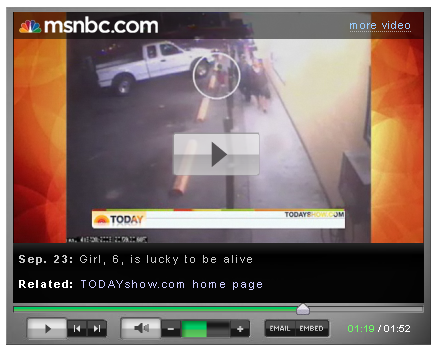 msnbc.com
more video
TODAY
TODAYSHOW.COM
Sep. 23: Girl, 6, is lucky to be alive
Related: TODAYshow.com home page
EMAIL EMBED 01:19 / 01:52